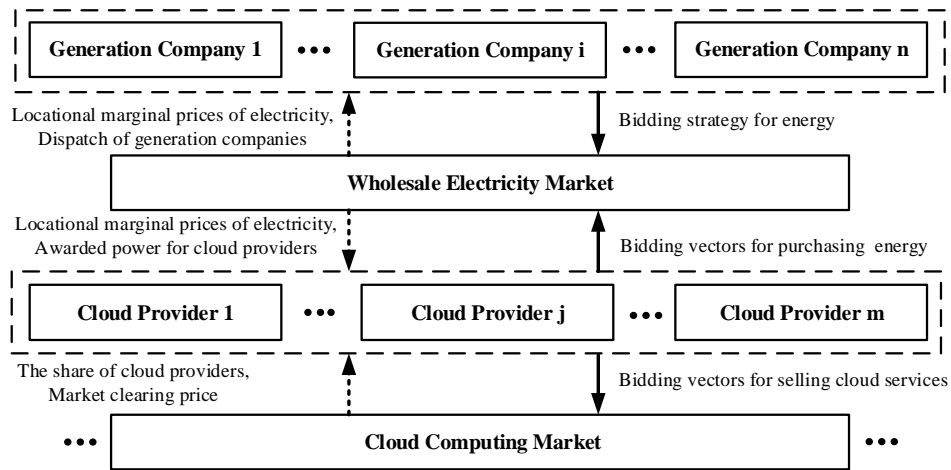 Generation Company 1 ••• Generation Company i ••• Generation Company n
Locational marginal prices of electricity,
Dispatch of generation companies
Bidding strategy for energy
Wholesale Electricity Market
Locational marginal prices of electricity,
Awarded power for cloud providers
Bidding vectors for purchasing energy
Cloud Provider 1 ••• Cloud Provider j ••• Cloud Provider m
The share of cloud providers,
Market clearing price
Bidding vectors for selling cloud services
••• Cloud Computing Market •••